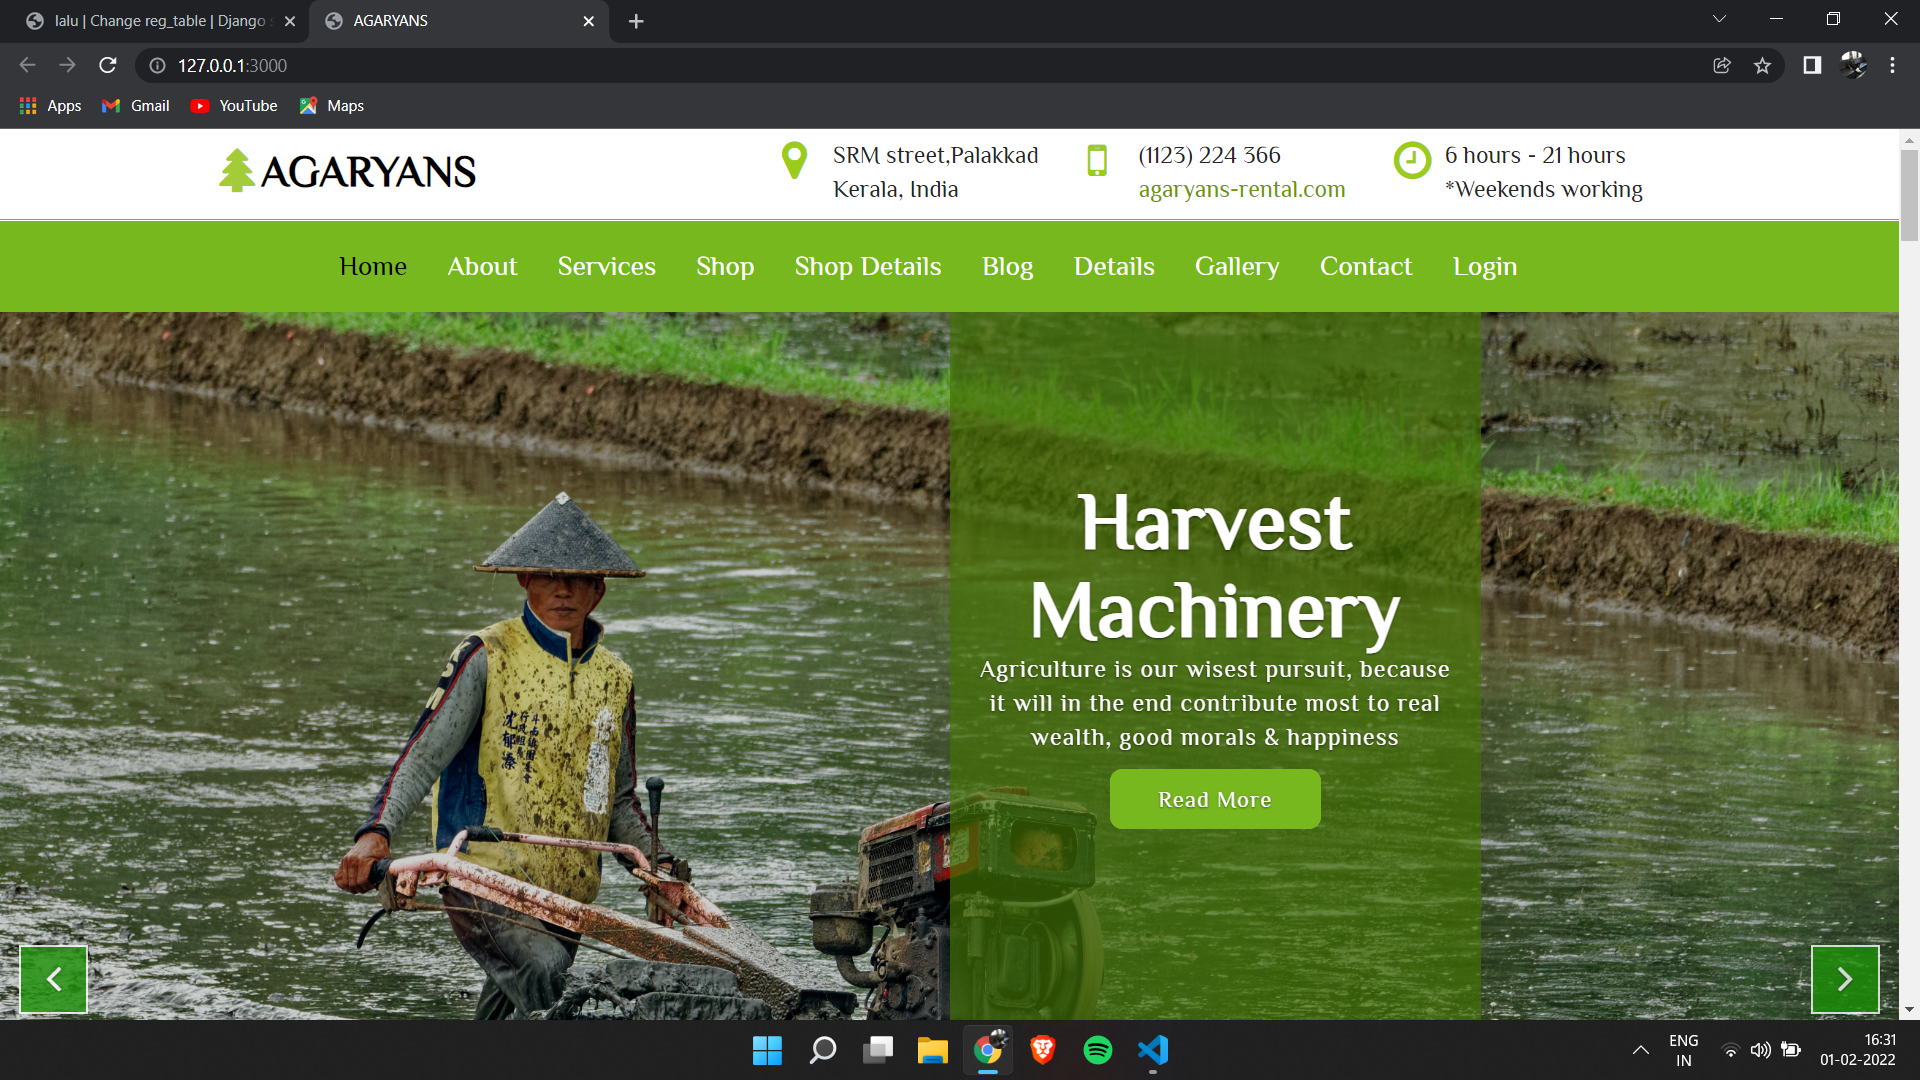 lalu | Change reg_table | Django
AGARYANS
127.0.0.1:3000
Apps
Gmail
YouTube
Maps
AGARYANS
SRM street,Palakkad
Kerala, India
(1123) 224 366
agaryans-rental.com
6 hours - 21 hours
*Weekends working
Home
About
Services
Shop
Shop Details
Blog
Details
Gallery
Contact
Login
Harvest
Machinery
Agriculture is our wisest pursuit, because
it will in the end contribute most to real
wealth, good morals & happiness
Read More
ENG
IN
16:31
01-02-2022